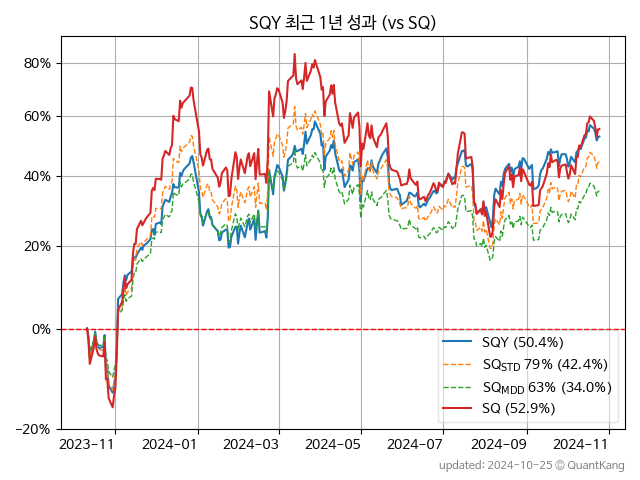 SQY 최근 1년 성과 (vs SQ)
80%
60%
40%
20%
0%
−20%
2023-11 2024-01 2024-03 2024-05 2024-07 2024-09 2024-11
SQY (50.4%)
SQSTD 79% (42.4%)
SQMDD 63% (34.0%)
SQ (52.9%)
updated: 2024-10-25 © QuantKang